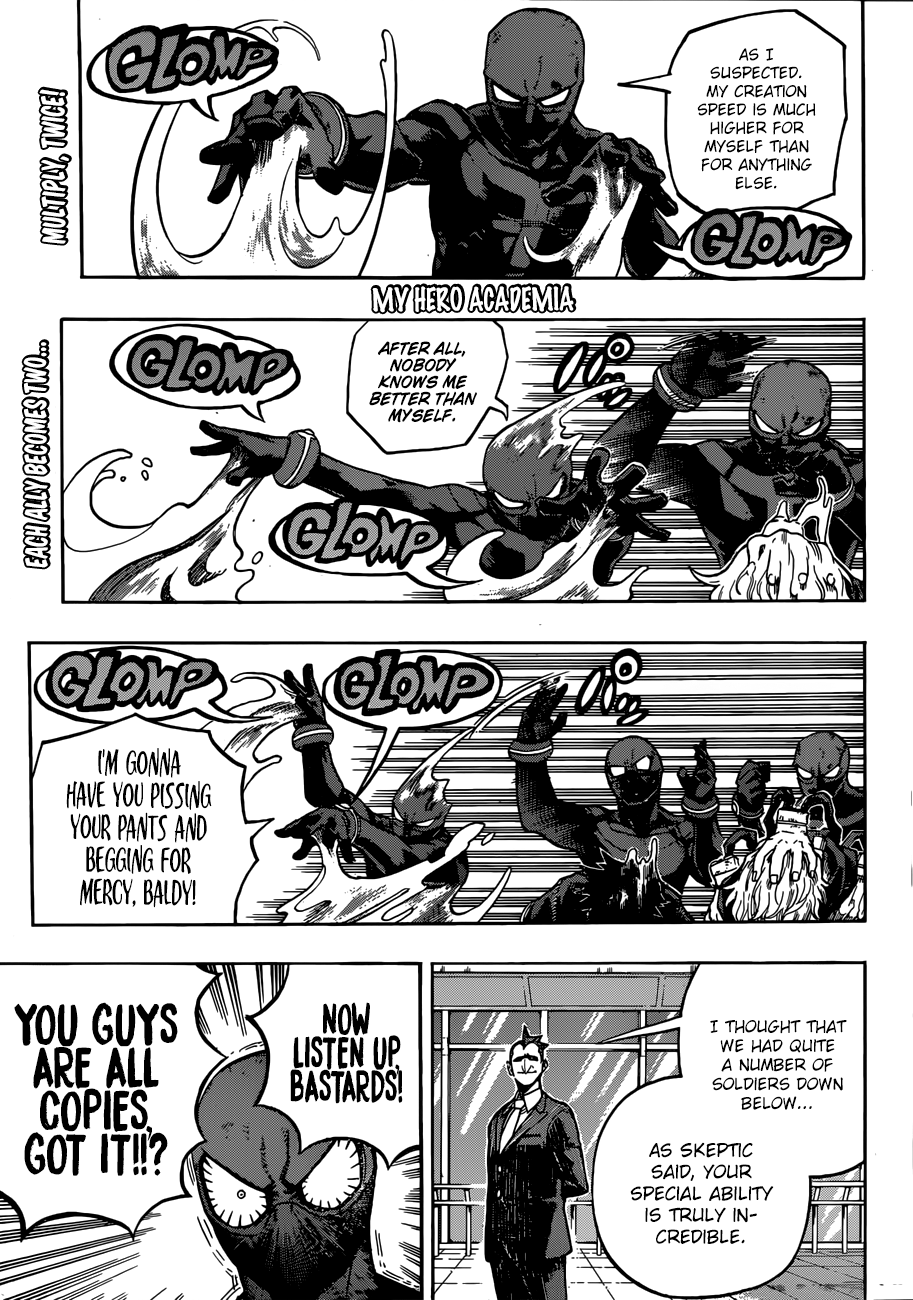 MULTIPLY, TWICE!
GLOMP
AS I
SUSPECTED.
MY CREATION
SPEED IS MUCH
HIGHER FOR
MYSELF THAN
FOR ANYTHING
ELSE.
GLOMP
MY HERO ACADEMIA
EACH ALLY BECOMES TWO...
GLOMP
AFTER ALL,
NOBODY
KNOWS ME
BETTER THAN
MYSELF.
GLOMP
GLOMP
GLOMP
I'M GONNA
HAVE YOU PISSING
YOUR PANTS AND
BEGGING FOR
MERCY, BALDY!
NOW
LISTEN UP,
BASTARDS!
YOU GUYS
ARE ALL
COPIES,
GOT IT!!?
I THOUGHT THAT
WE HAD QUITE
A NUMBER OF
SOLDIERS DOWN
BELOW...
AS SKEPTIC
SAID, YOUR
SPECIAL ABILITY
IS TRULY IN-
CREDIBLE.